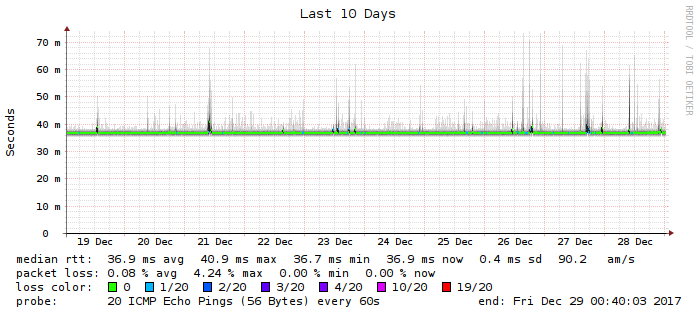 Last 10 Days
RRDTOOL / TOBI OETIKER
Seconds
70 m
60 m
50 m
40 m
30 m
20 m
10 m
0
19 Dec 20 Dec 21 Dec 22 Dec 23 Dec 24 Dec 25 Dec 26 Dec 27 Dec 28 Dec
median rtt: 36.9 ms avg 40.9 ms max 36.7 ms min 36.9 ms now 0.4 ms sd 90.2 am/s
packet loss: 0.08 % avg 4.24 % max 0.00 % min 0.00 % now
loss color: 0 1/20 2/20 3/20 4/20 10/20 19/20
probe: 20 ICMP Echo Pings (56 Bytes) every 60s end: Fri Dec 29 00:40:03 2017